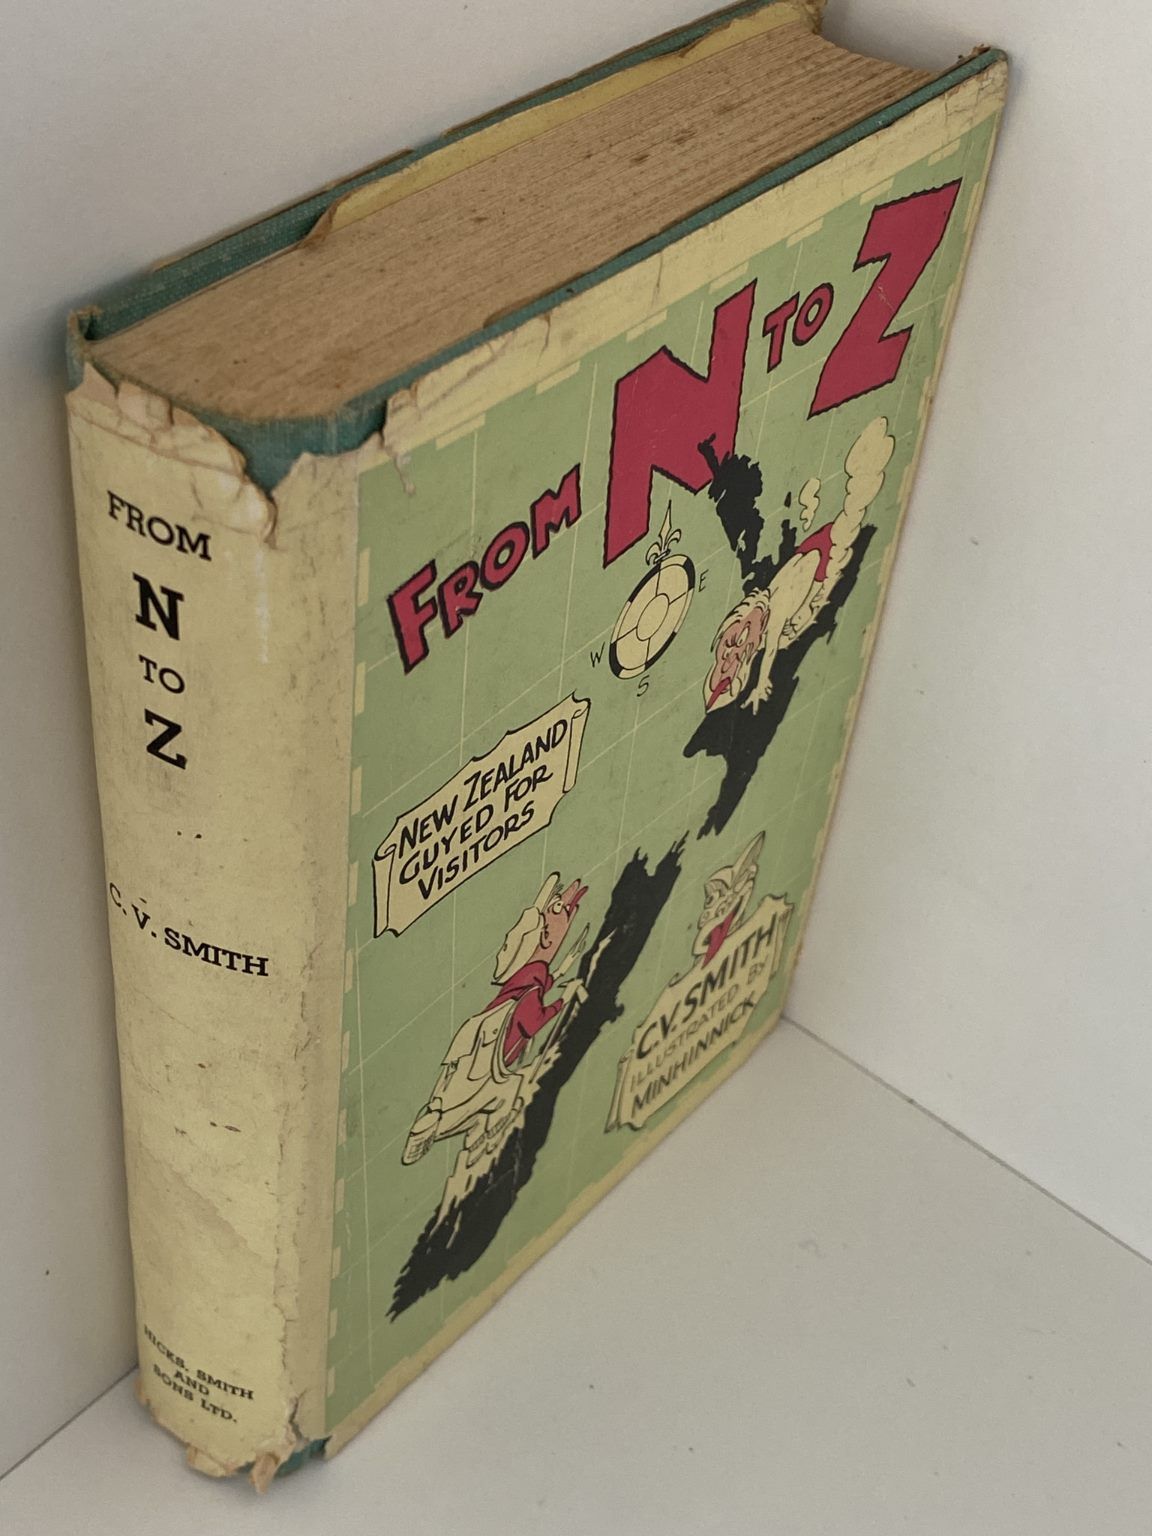 FROM
N
TO
Z
C. V. SMITH
HICKS, SMITH
AND
SONS LTD.
FROM N TO Z
E
W
S
NEW ZEALAND
GUYED FOR
VISITORS
C.V. SMITH
ILLUSTRATED BY
MINHINNICK